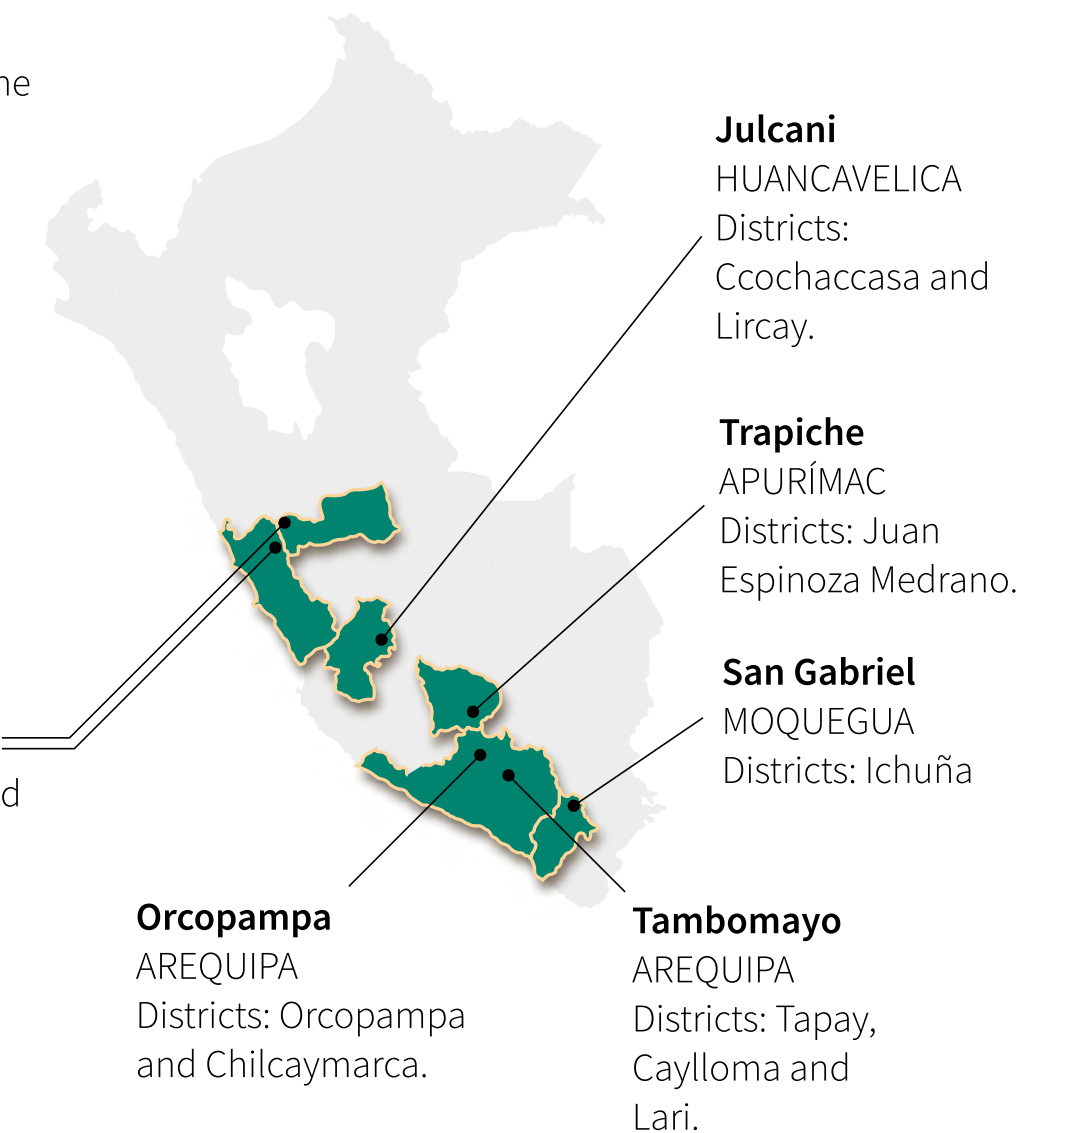 Julcani
HUANCAVELICA
Districts:
Ccochaccasa and
Lircay.
Trapiche
APURÍMAC
Districts: Juan
Espinoza Medrano.
San Gabriel
MOQUEGUA
Districts: Ichuña
Orcopampa
AREQUIPA
Districts: Orcopampa
and Chilcaymarca.
Tambomayo
AREQUIPA
Districts: Tapay,
Caylloma and
Lari.